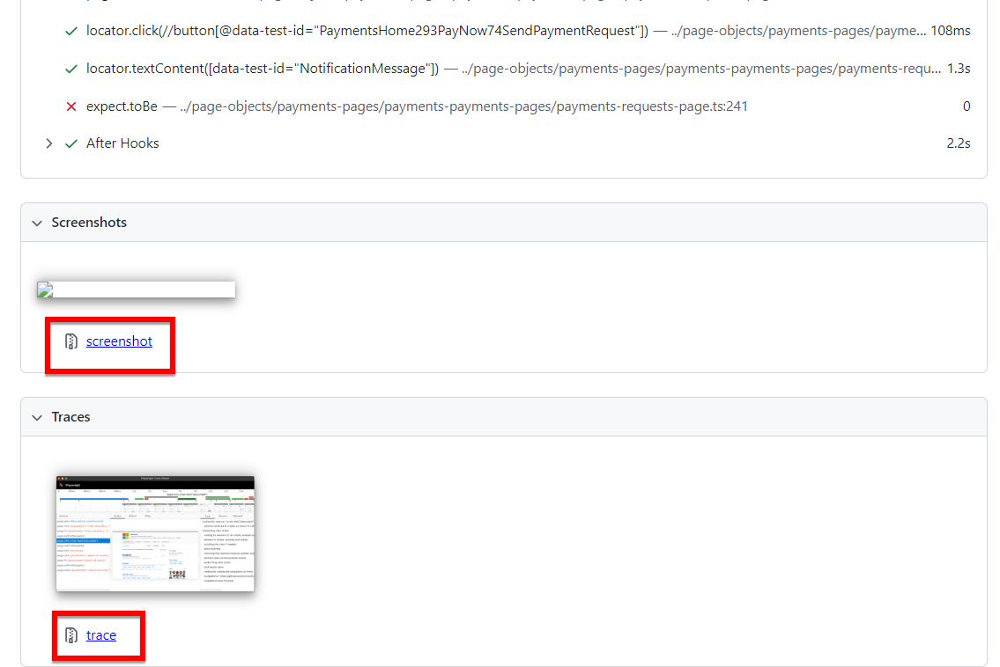 locator.click(//button[@data-test-id="PaymentsHome293PayNow74SendPaymentRequest"]) — ../page-objects/payments-pages/payme... 108ms
locator.textContent([data-test-id="NotificationMessage"]) — ../page-objects/payments-pages/payments-payments-pages/payments-requ... 1.3s
expect.toBe — ../page-objects/payments-pages/payments-payments-pages/payments-requests-page.ts:241 0
After Hooks 2.2s
Screenshots
screenshot
Traces
trace